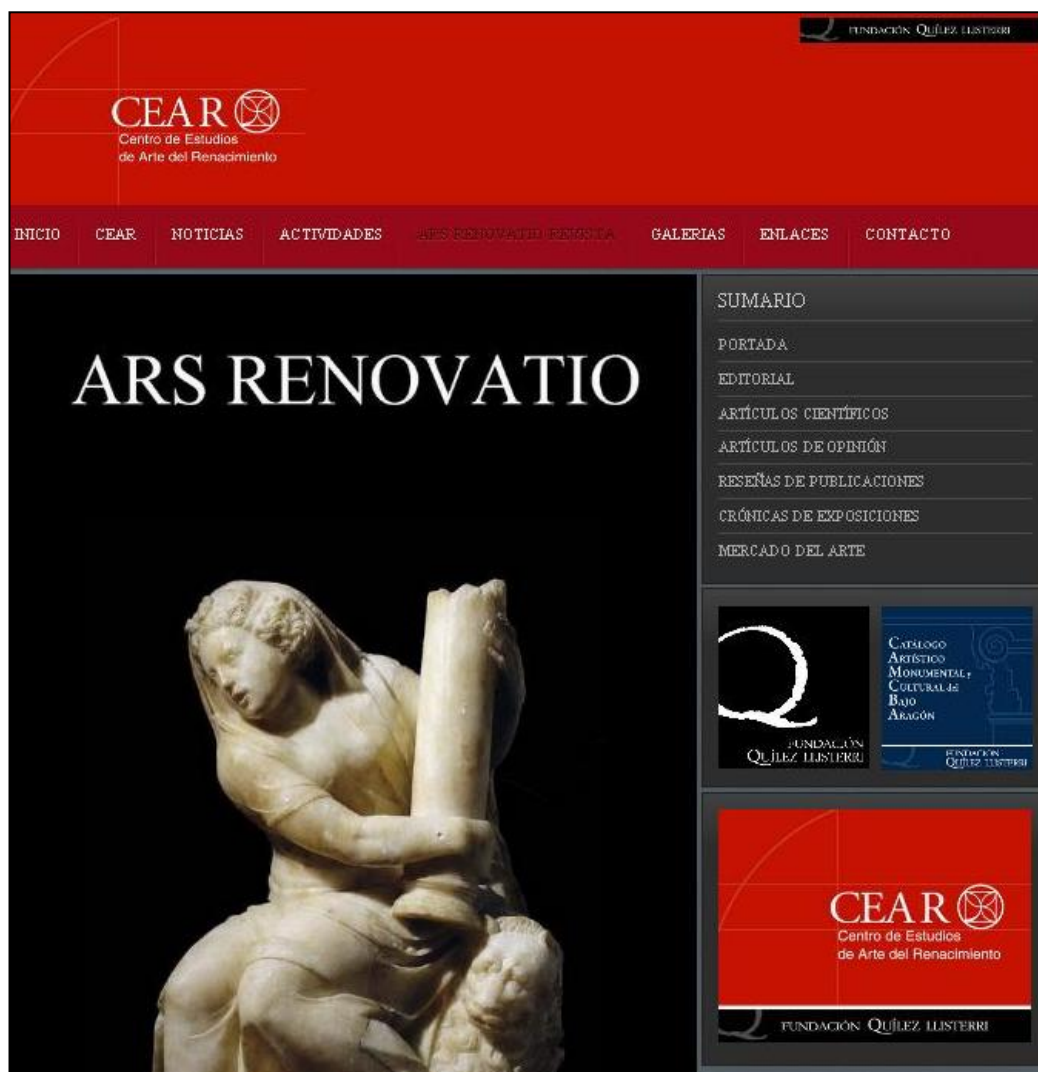 FUNDACIÓN QUÍLEZ LLISTERRI
CEAR
Centro de Estudios
de Arte del Renacimiento
INICIO CEAR NOTICIAS ACTIVIDADES ARS RENOVATIO REVISTA GALERIAS ENLACES CONTACTO
ARS RENOVATIO
SUMARIO
PORTADA
EDITORIAL
ARTÍCULOS CIENTÍFICOS
ARTÍCULOS DE OPINIÓN
RESEÑAS DE PUBLICACIONES
CRÓNICAS DE EXPOSICIONES
MERCADO DEL ARTE
Q
FUNDACIÓN
QUÍLEZ LLISTERRI
CATÁLOGO
ARTÍSTICO
MONUMENTAL y
CULTURAL del
BAJO
ARAGÓN
FUNDACIÓN
QUÍLEZ LLISTERRI
CEAR
Centro de Estudios
de Arte del Renacimiento
FUNDACIÓN QUÍLEZ LLISTERRI